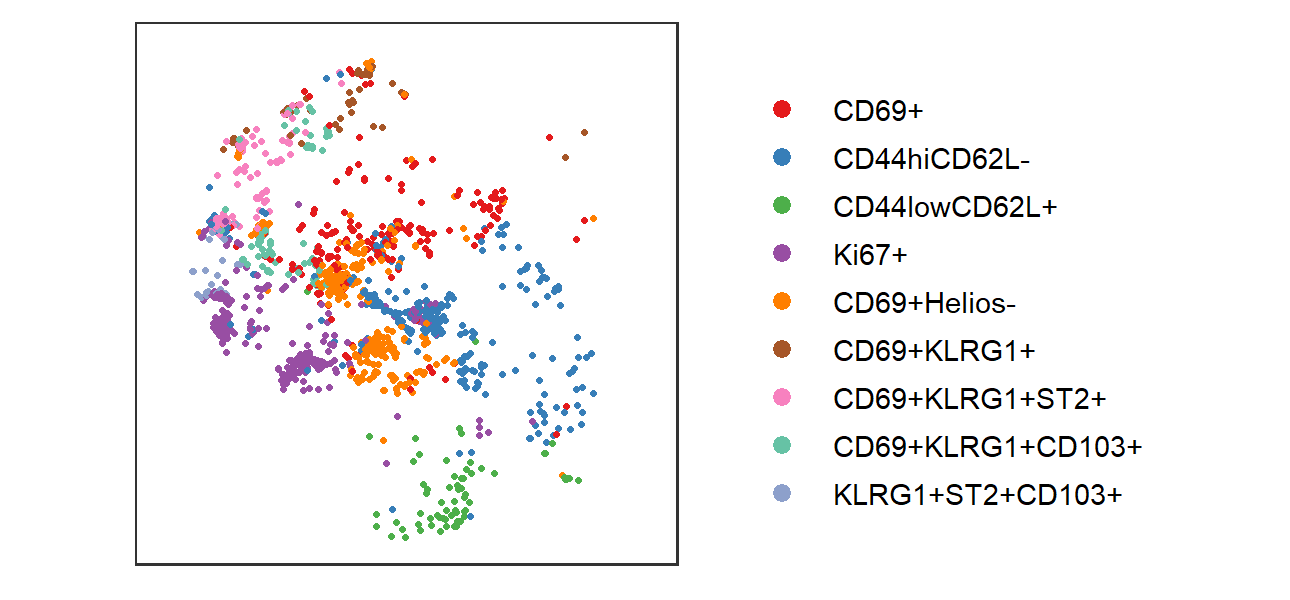 CD69+
CD44hiCD62L-
CD44lowCD62L+
Ki67+
CD69+Helios-
CD69+KLRG1+
CD69+KLRG1+ST2+
CD69+KLRG1+CD103+
KLRG1+ST2+CD103+